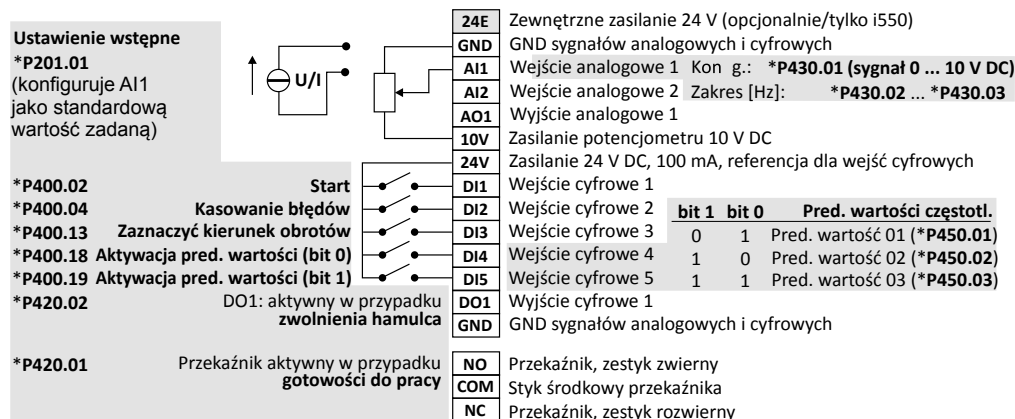 24E Zewnętrzne zasilanie 24 V (opcjonalnie/tylko i550)
Ustawienie wstępne
GND GND sygnałów analogowych i cyfrowych
*P201.01
(konfiguruje AI1
jako standardową
wartość zadaną)
U/I
AI1 Wejście analogowe 1 Kon g.: *P430.01 (sygnał 0 ... 10 V DC)
AI2 Wejście analogowe 2 Zakres [Hz]: *P430.02 ... *P430.03
AO1 Wyjście analogowe 1
10V Zasilanie potencjometru 10 V DC
24V Zasilanie 24 V DC, 100 mA, referencja dla wejść cyfrowych
*P400.02 Start DI1 Wejście cyfrowe 1
*P400.04 Kasowanie błędów DI2 Wejście cyfrowe 2 bit 1 bit 0 Pred. wartości częstotl.
*P400.13 Zaznaczyć kierunek obrotów DI3 Wejście cyfrowe 3 0 1 Pred. wartość 01 (*P450.01)
*P400.18 Aktywacja pred. wartości (bit 0) DI4 Wejście cyfrowe 4 1 0 Pred. wartość 02 (*P450.02)
*P400.19 Aktywacja pred. wartości (bit 1) DI5 Wejście cyfrowe 5 1 1 Pred. wartość 03 (*P450.03)
*P420.02 DO1: aktywny w przypadku DO1 Wyjście cyfrowe 1
zwolnienia hamulca GND GND sygnałów analogowych i cyfrowych
*P420.01 Przekaźnik aktywny w przypadku NO Przekaźnik, zestyk zwierny
gotowości do pracy COM Styk środkowy przekaźnika
NC Przekaźnik, zestyk rozwierny